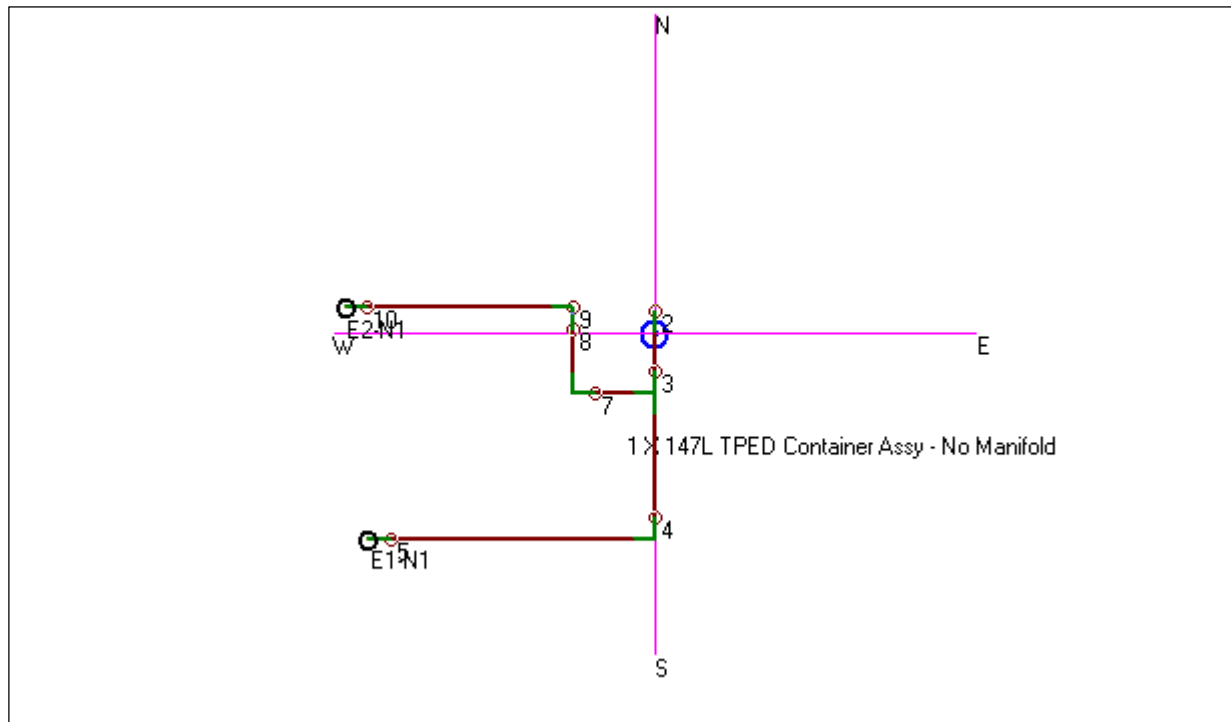 N
2
10
9
E2-N1
8
W
E
3
7
1 X 147L TPED Container Assy - No Manifold
4
5
E1-N1
S